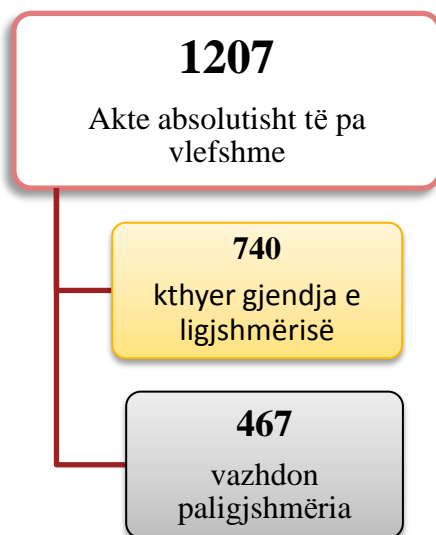 1207
Akte absolutisht të pa
vlefshme
740
kthyer gjendja e
ligjshmërisë
467
vazhdon
paligjshmëria